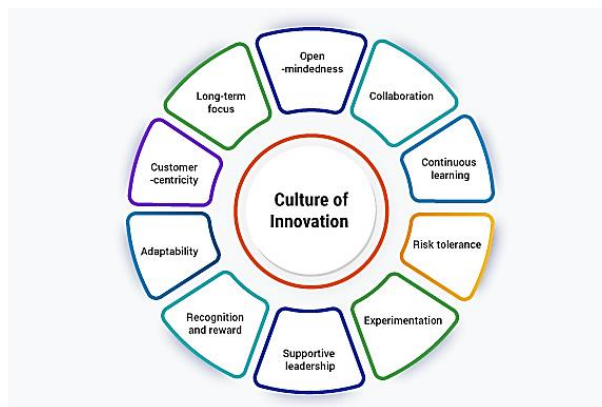 Open
-mindedness
Collaboration
Continuous
learning
Risk tolerance
Experimentation
Supportive
leadership
Recognition
and reward
Adaptability
Customer
-centricity
Long-term
focus
Culture of
Innovation